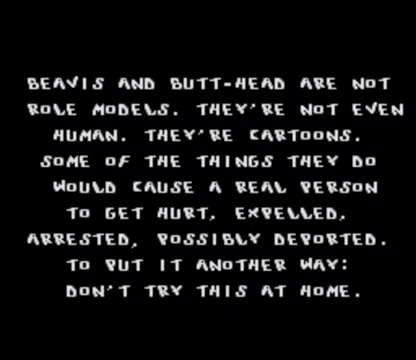 BEAVIS AND BUTT-HEAD ARE NOT
ROLE MODELS. THEY'RE NOT EVEN
HUMAN. THEY'RE CARTOONS.
SOME OF THE THINGS THEY DO
WOULD CAUSE A REAL PERSON
TO GET HURT, EXPELLED,
ARRESTED, POSSIBLY DEPORTED.
TO PUT IT ANOTHER WAY:
DON'T TRY THIS AT HOME.